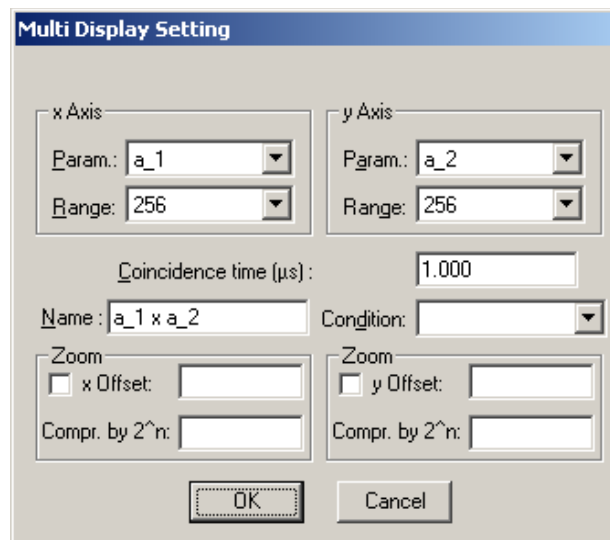 Multi Display Setting
x Axis
Param.: a_1
Range: 256
y Axis
Param.: a_2
Range: 256
Coincidence time (µs) : 1.000
Name : a_1 x a_2
Condition:
Zoom
x Offset:
Compr. by 2^n:
Zoom
y Offset:
Compr. by 2^n:
OK
Cancel